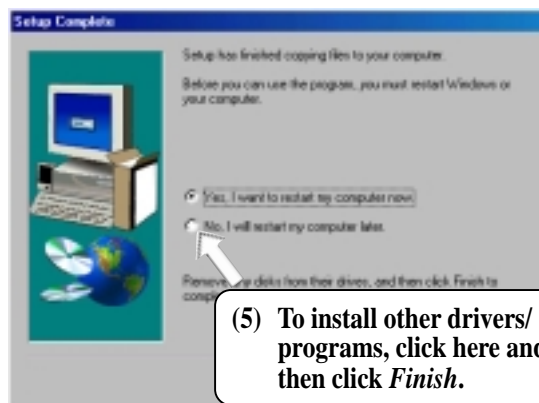 Setup Complete
Setup has finished copying files to your computer.
Before you can use the program, you must restart Windows or
your computer.
Yes, I want to restart my computer now.
No, I will restart my computer later.
disks from their drives, and then click Finish to
(5) To install other drivers/
programs, click here and
then click Finish.